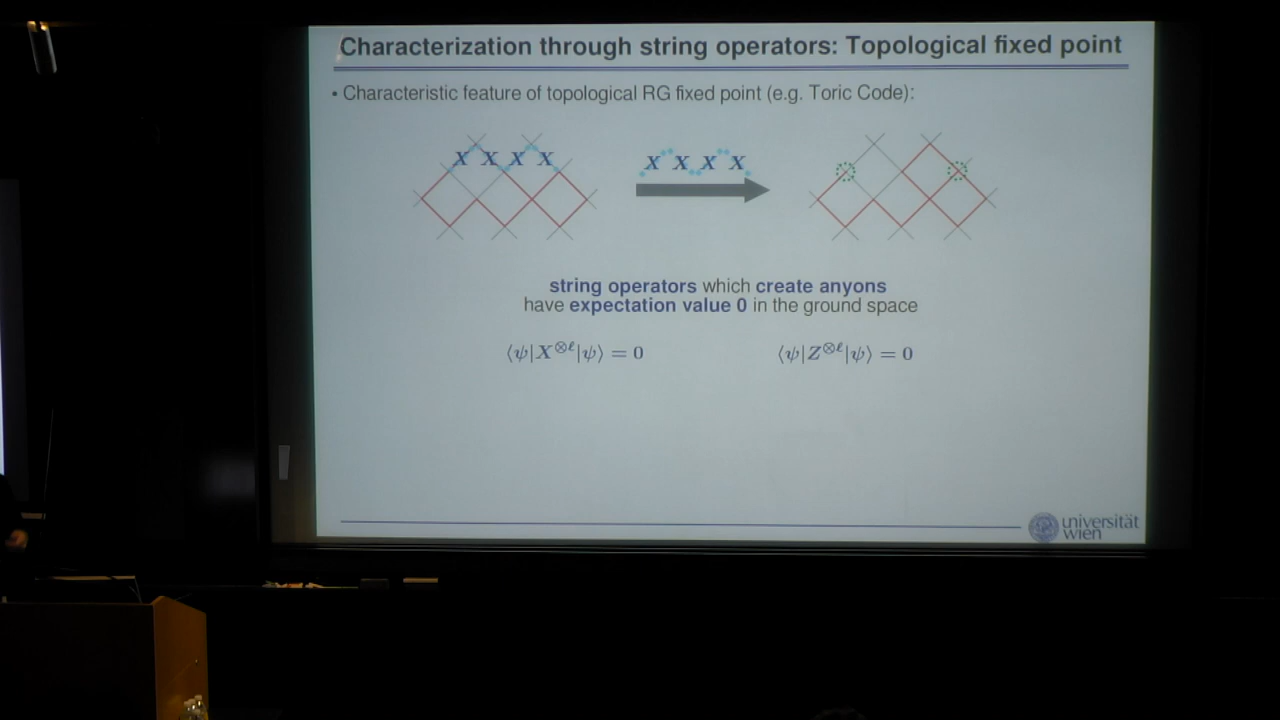 Characterization through string operators: Topological fixed point
• Characteristic feature of topological RG fixed point (e.g. Toric Code):
X X X X
X X X X
string operators which create anyons
have expectation value 0 in the ground space
⟨ψ|X^{⊗ℓ}|ψ⟩ = 0
⟨ψ|Z^{⊗ℓ}|ψ⟩ = 0
universität
wien